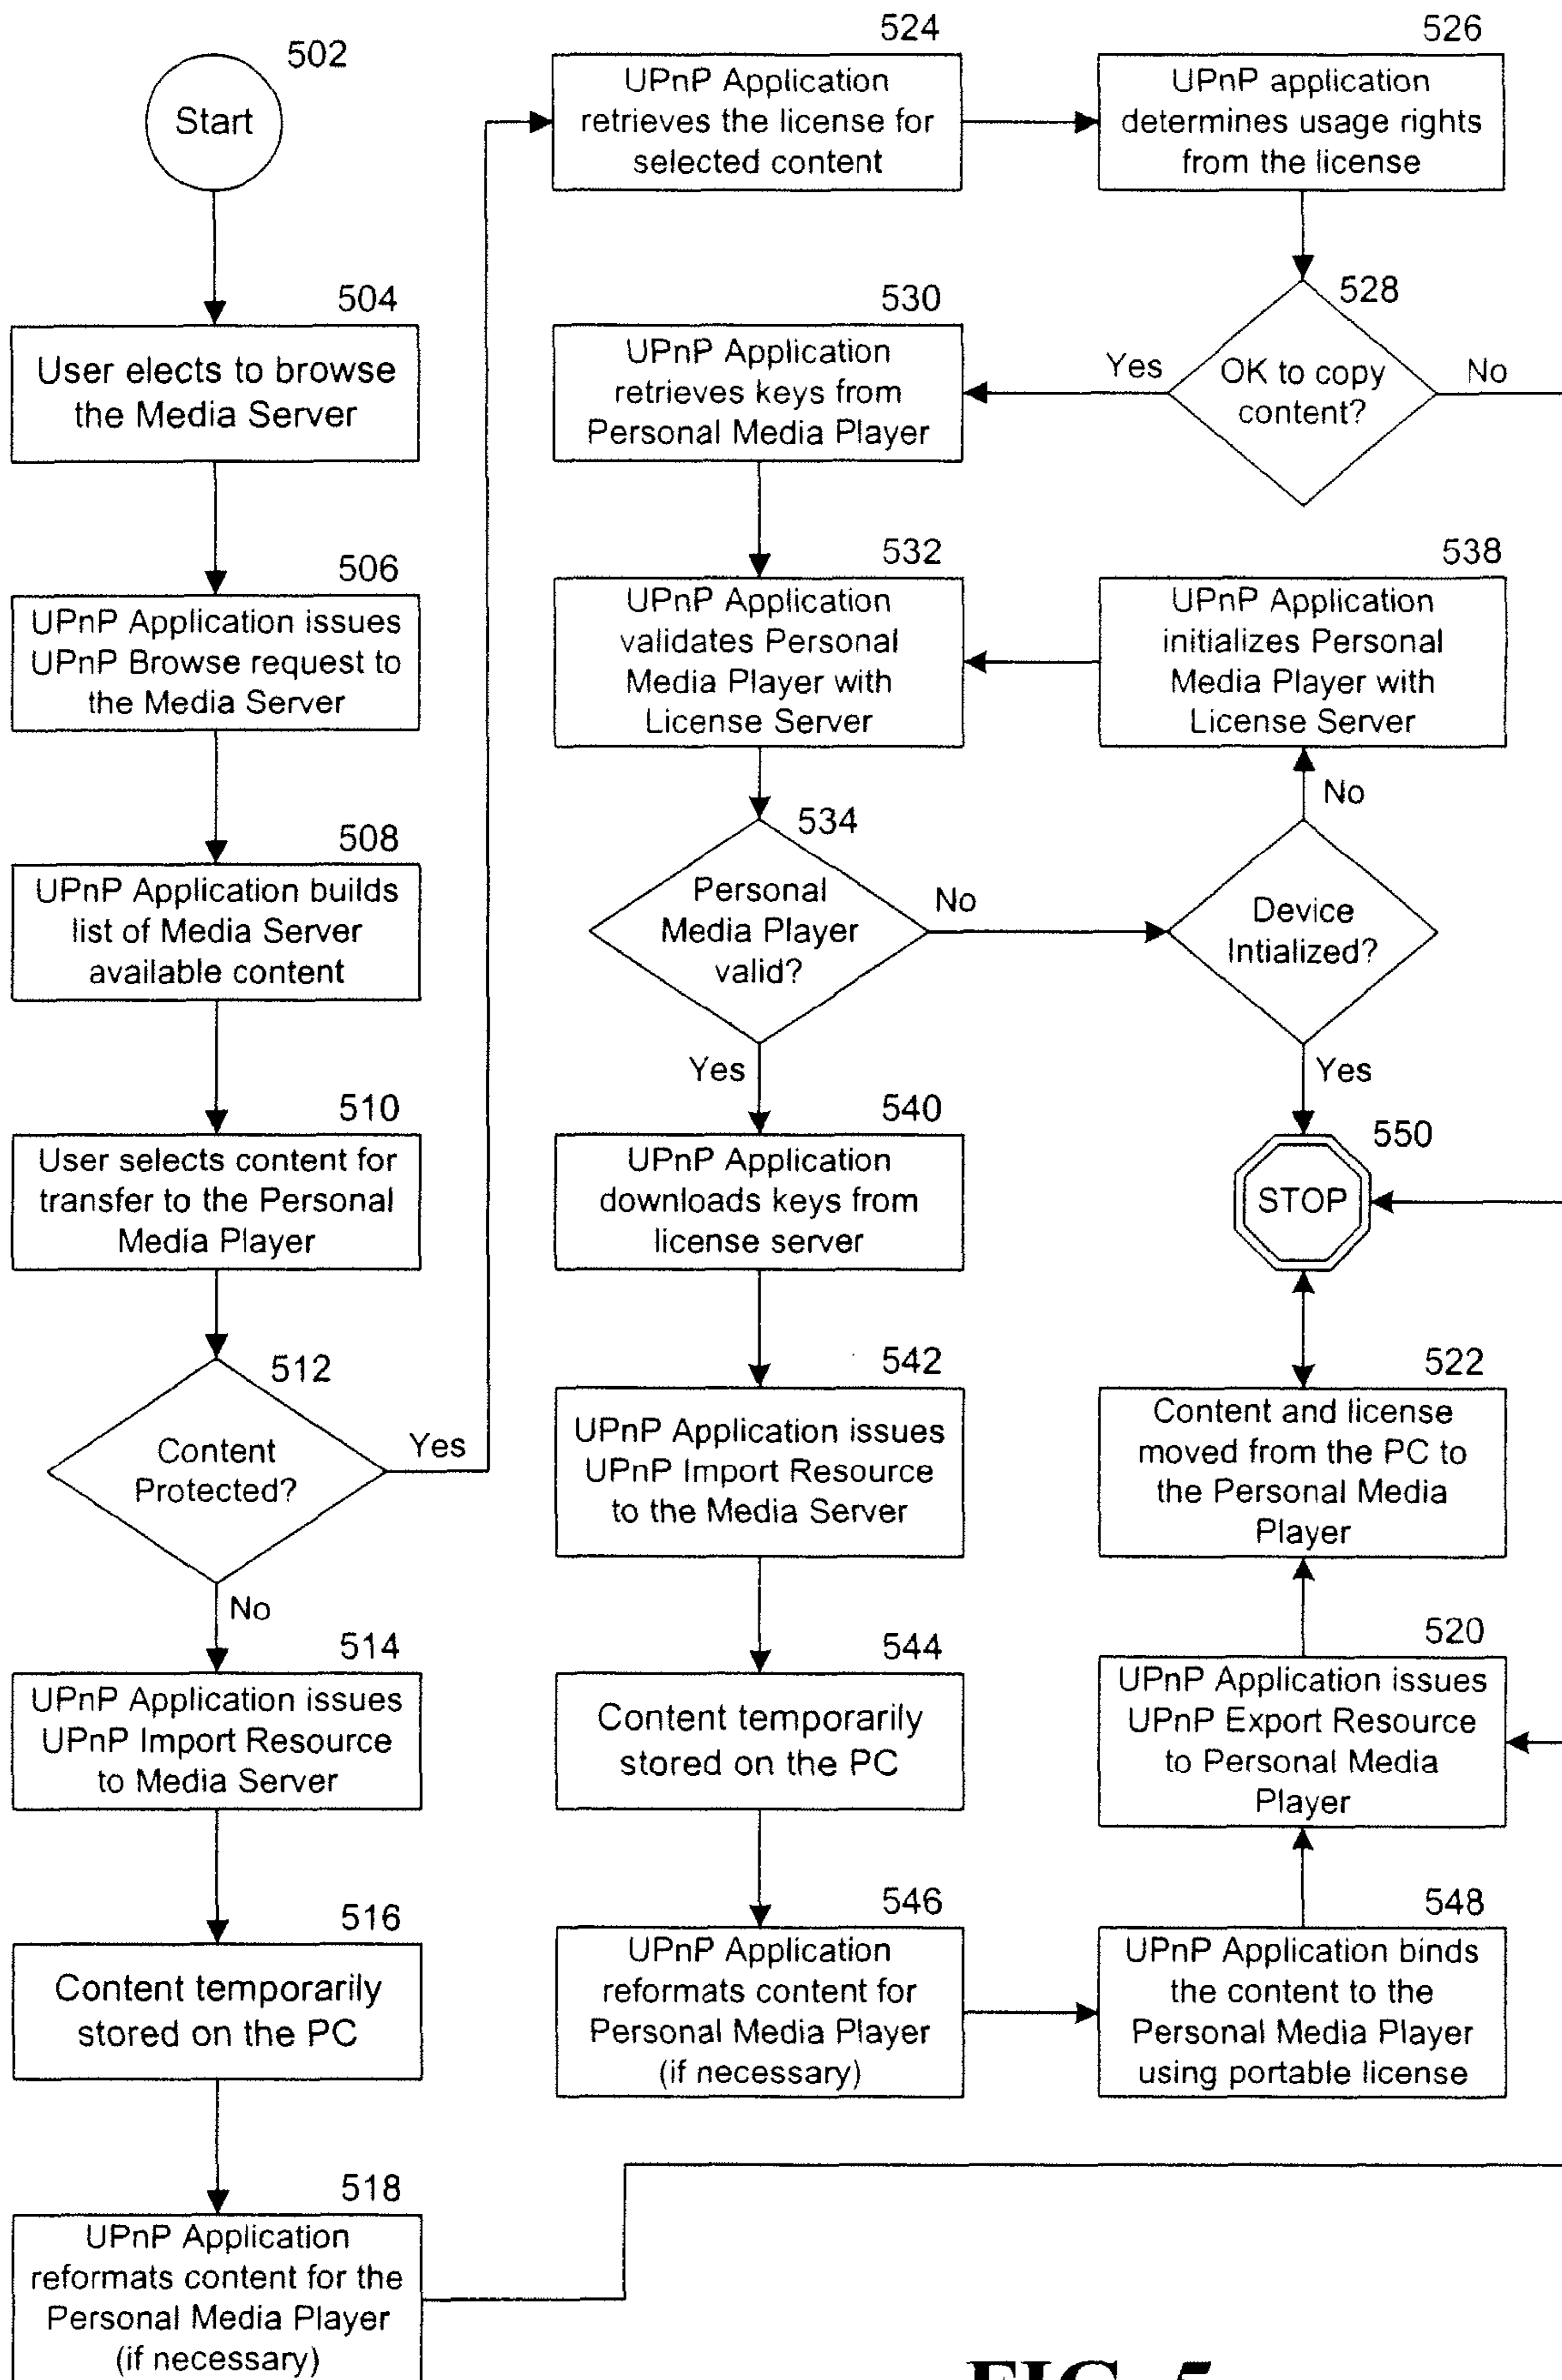 502
Start
504
User elects to browse
the Media Server
506
UPnP Application issues
UPnP Browse request to
the Media Server
508
UPnP Application builds
list of Media Server
available content
510
User selects content for
transfer to the Personal
Media Player
512
Content
Protected?
Yes
No
514
UPnP Application issues
UPnP Import Resource
to Media Server
516
Content temporarily
stored on the PC
518
UPnP Application
reformats content for the
Personal Media Player
(if necessary)
524
UPnP Application
retrieves the license for
selected content
526
UPnP application
determines usage rights
from the license
528
OK to copy
content?
Yes
No
530
UPnP Application
retrieves keys from
Personal Media Player
532
UPnP Application
validates Personal
Media Player with
License Server
538
UPnP Application
initializes Personal
Media Player with
License Server
No
534
Personal
Media Player
valid?
No
Device
Intialized?
Yes
Yes
540
UPnP Application
downloads keys from
license server
550
STOP
542
UPnP Application issues
UPnP Import Resource
to the Media Server
522
Content and license
moved from the PC to
the Personal Media
Player
544
Content temporarily
stored on the PC
520
UPnP Application issues
UPnP Export Resource
to Personal Media
Player
546
UPnP Application
reformats content for
Personal Media Player
(if necessary)
548
UPnP Application binds
the content to the
Personal Media Player
using portable license
FIG. 5